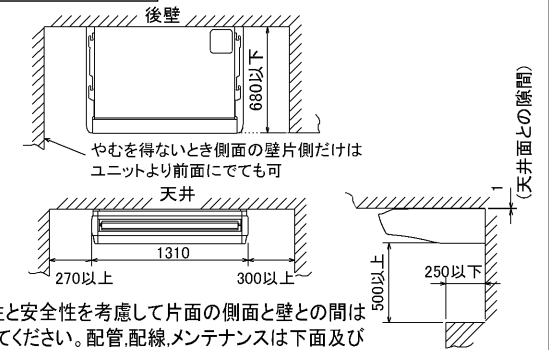 後壁
680以下
やむを得ないとき側面の壁片側だけは
ユニットより前面にでても可
天井
1
(天井面との隙間)
1310
270以上
300以上
500以上
250以下
性と安全性を考慮して片面の側面と壁との間は
てください。配管,配線,メンテナンスは下面及び